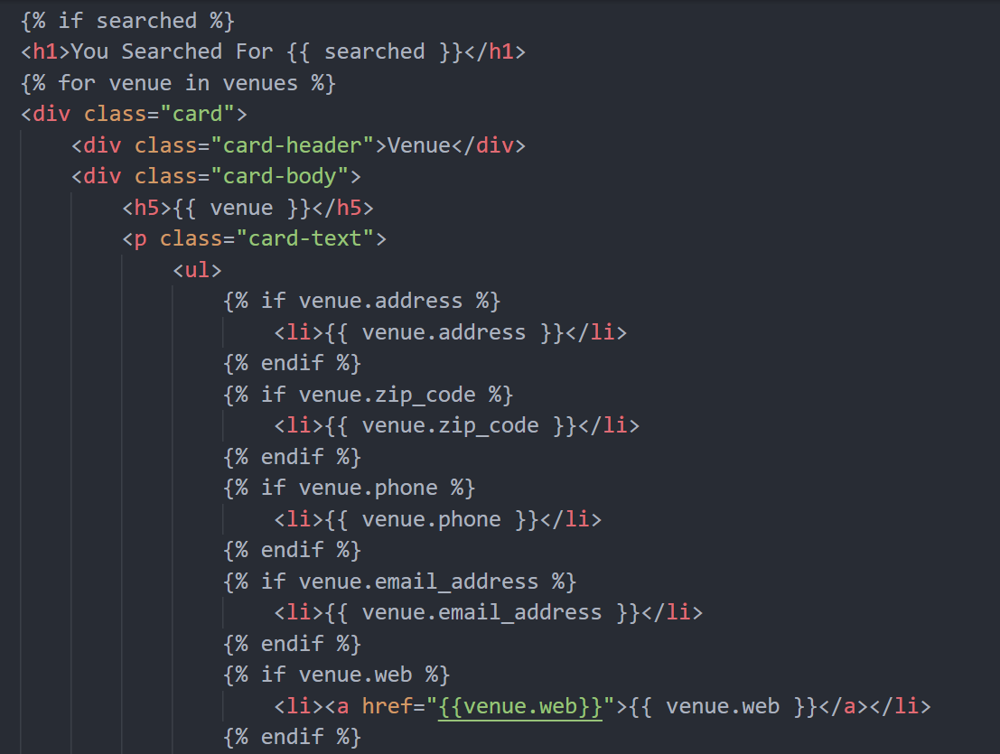 {% if searched %}
<h1>You Searched For {{ searched }}</h1>
{% for venue in venues %}
<div class="card">
    <div class="card-header">Venue</div>
    <div class="card-body">
        <h5>{{ venue }}</h5>
        <p class="card-text">
            <ul>
                {% if venue.address %}
                    <li>{{ venue.address }}</li>
                {% endif %}
                {% if venue.zip_code %}
                    <li>{{ venue.zip_code }}</li>
                {% endif %}
                {% if venue.phone %}
                    <li>{{ venue.phone }}</li>
                {% endif %}
                {% if venue.email_address %}
                    <li>{{ venue.email_address }}</li>
                {% endif %}
                {% if venue.web %}
                    <li><a href="{{venue.web}}">{{ venue.web }}</a></li>
                {% endif %}